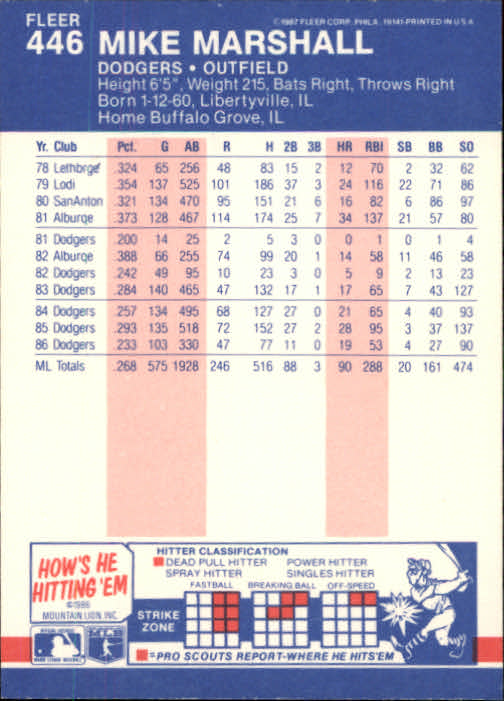 FLEER
446 MIKE MARSHALL
©1987 FLEER CORP. PHILA. 19141-PRINTED IN U S A
DODGERS • OUTFIELD
Height 6'5", Weight 215, Bats Right, Throws Right
Born 1-12-60, Libertyville, IL
Home Buffalo Grove, IL
Yr. Club Pct. G AB R H 2B 3B HR RBI SB BB SO
78 Lethbrge .324 65 256 48 83 15 2 12 70 2 32 62
79 Lodi .354 137 525 101 186 37 3 24 116 22 71 86
80 SanAnton .321 134 470 95 151 21 6 16 82 6 86 97
81 Alburqe .373 128 467 114 174 25 7 34 137 21 57 80
81 Dodgers .200 14 25 2 5 3 0 0 1 0 1 4
82 Alburqe .388 66 255 74 99 20 1 14 58 11 46 58
82 Dodgers .242 49 95 10 23 3 0 5 9 2 13 23
83 Dodgers .284 140 465 47 132 17 1 17 65 7 43 127
84 Dodgers .257 134 495 68 127 27 0 21 65 4 40 93
85 Dodgers .293 135 518 72 152 27 2 28 95 3 37 137
86 Dodgers .233 103 330 47 77 11 0 19 53 4 27 90
ML Totals .268 575 1928 246 516 88 3 90 288 20 161 474
HOW'S HE
HITTING 'EM
©1986
MOUNTAIN LION, INC.
HITTER CLASSIFICATION
DEAD PULL HITTER POWER HITTER
SPRAY HITTER SINGLES HITTER
FASTBALL BREAKING BALL OFF-SPEED
STRIKE
ZONE
=PRO SCOUTS REPORT-WHERE HE HITS'EM